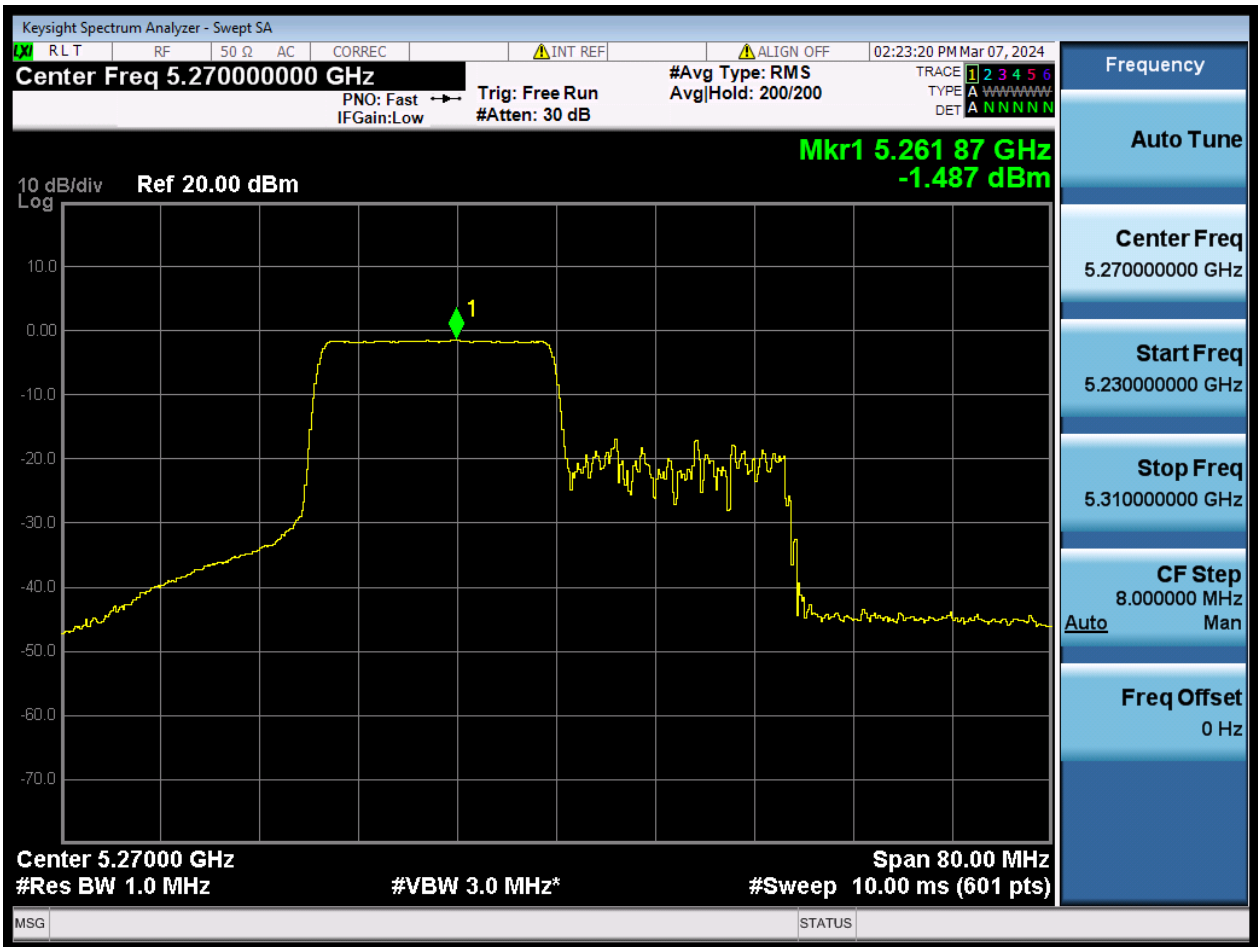 Keysight Spectrum Analyzer - Swept SA
LXI RLT RF 50 Ω AC CORREC INT REF ALIGN OFF 02:23:20 PM Mar 07, 2024
Center Freq 5.270000000 GHz
PNO: Fast
IFGain:Low
Trig: Free Run
#Atten: 30 dB
#Avg Type: RMS
Avg|Hold: 200/200
TRACE 1 2 3 4 5 6
TYPE A WWWWW
DET A N N N N N
Mkr1 5.261 87 GHz
-1.487 dBm
10 dB/div Ref 20.00 dBm
Log
10.0
0.00
-10.0
-20.0
-30.0
-40.0
-50.0
-60.0
-70.0
1
Center 5.27000 GHz Span 80.00 MHz
#Res BW 1.0 MHz #VBW 3.0 MHz* #Sweep 10.00 ms (601 pts)
MSG STATUS
Frequency
Auto Tune
Center Freq
5.270000000 GHz
Start Freq
5.230000000 GHz
Stop Freq
5.310000000 GHz
CF Step
8.000000 MHz
Auto Man
Freq Offset
0 Hz